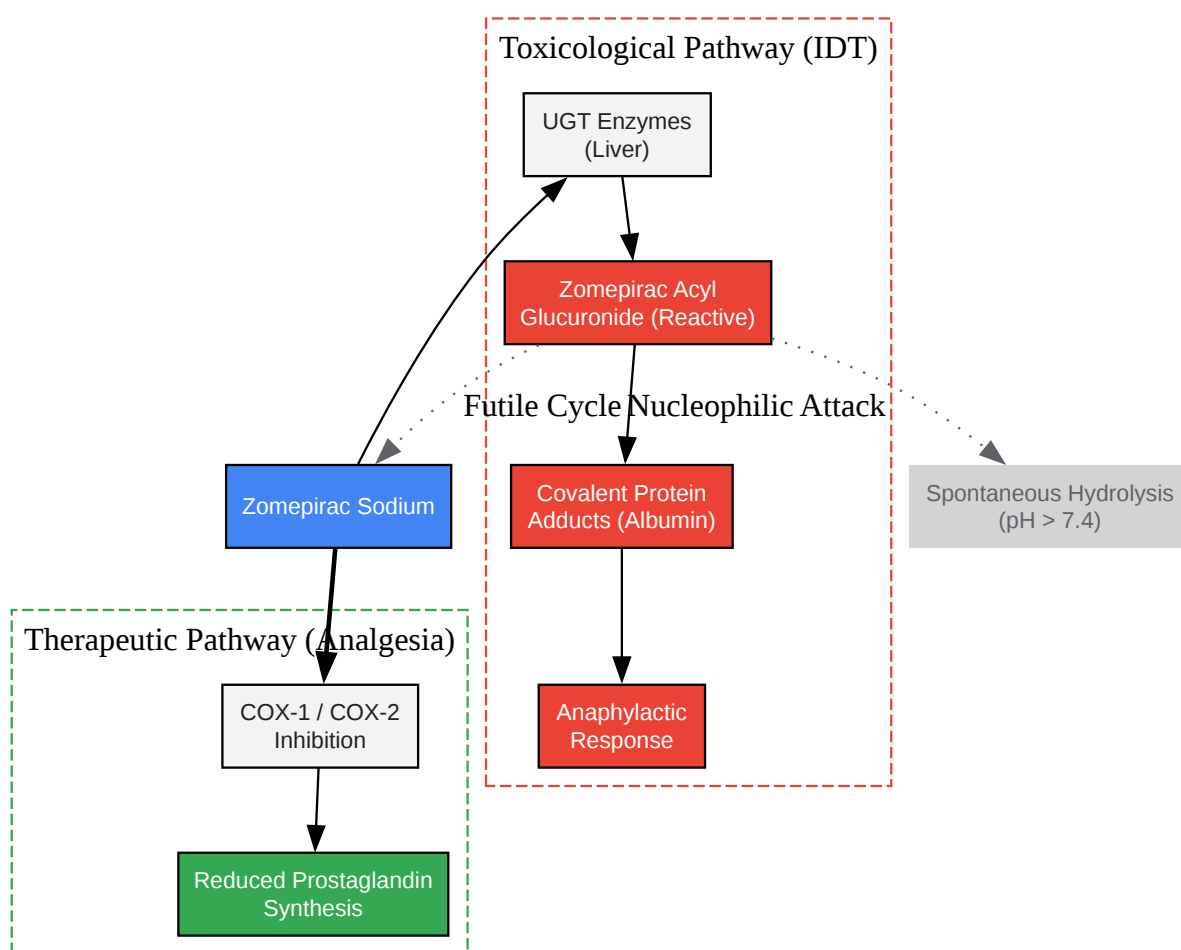 Toxicological Pathway (IDT)
UGT Enzymes
(Liver)
Zomepirac Acyl
Glucuronide (Reactive)
Futile Cycle
Nucleophilic Attack
Zomepirac Sodium
Covalent Protein
Adducts (Albumin)
Spontaneous Hydrolysis
(pH > 7.4)
Therapeutic Pathway (Analgesia)
COX-1 / COX-2
Inhibition
Anaphylactic
Response
Reduced Prostaglandin
Synthesis